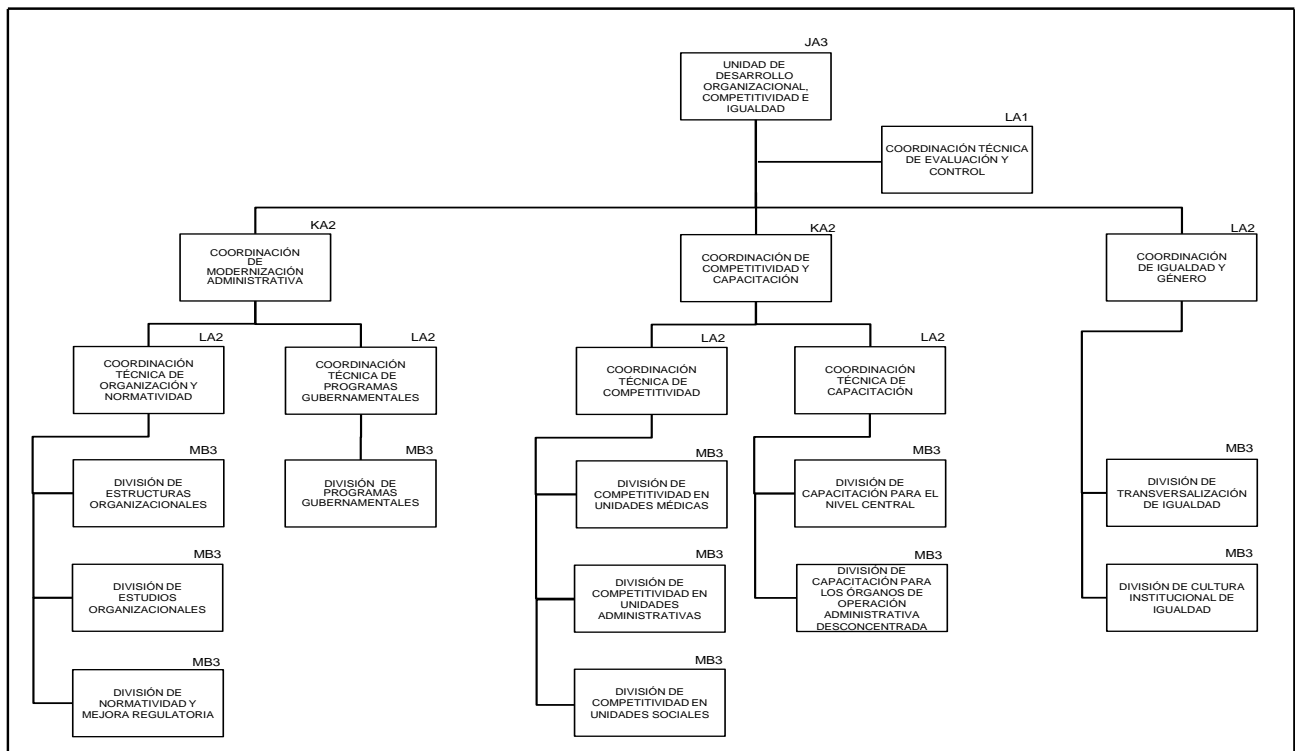 JA3
UNIDAD DE
DESARROLLO
ORGANIZACIONAL,
COMPETITIVIDAD E
IGUALDAD
LA1
COORDINACIÓN TÉCNICA
DE EVALUACIÓN Y
CONTROL
KA2
COORDINACIÓN
DE
MODERNIZACIÓN
ADMINISTRATIVA
KA2
COORDINACIÓN DE
COMPETITIVIDAD Y
CAPACITACIÓN
LA2
COORDINACIÓN
DE IGUALDAD Y
GÉNERO
LA2
COORDINACIÓN
TÉCNICA DE
ORGANIZACIÓN Y
NORMATIVIDAD
LA2
COORDINACIÓN
TÉCNICA DE
PROGRAMAS
GUBERNAMENTALES
LA2
COORDINACIÓN
TÉCNICA DE
COMPETITIVIDAD
LA2
COORDINACIÓN
TÉCNICA DE
CAPACITACIÓN
MB3
DIVISIÓN DE
ESTRUCTURAS
ORGANIZACIONALES
MB3
DIVISIÓN DE
PROGRAMAS
GUBERNAMENTALES
MB3
DIVISIÓN DE
COMPETITIVIDAD EN
UNIDADES MÉDICAS
MB3
DIVISIÓN DE
CAPACITACIÓN PARA EL
NIVEL CENTRAL
MB3
DIVISIÓN DE
TRANSVERSALIZACIÓN
DE IGUALDAD
MB3
DIVISIÓN DE
ESTUDIOS
ORGANIZACIONALES
MB3
DIVISIÓN DE
COMPETITIVIDAD EN
UNIDADES
ADMINISTRATIVAS
MB3
DIVISIÓN DE
CAPACITACIÓN PARA
LOS ÓRGANOS DE
OPERACIÓN
ADMINISTRATIVA
DESCONCENTRADA
MB3
DIVISIÓN DE CULTURA
INSTITUCIONAL DE
IGUALDAD
MB3
DIVISIÓN DE
NORMATIVIDAD Y
MEJORA REGULATORIA
MB3
DIVISIÓN DE
COMPETITIVIDAD EN
UNIDADES SOCIALES